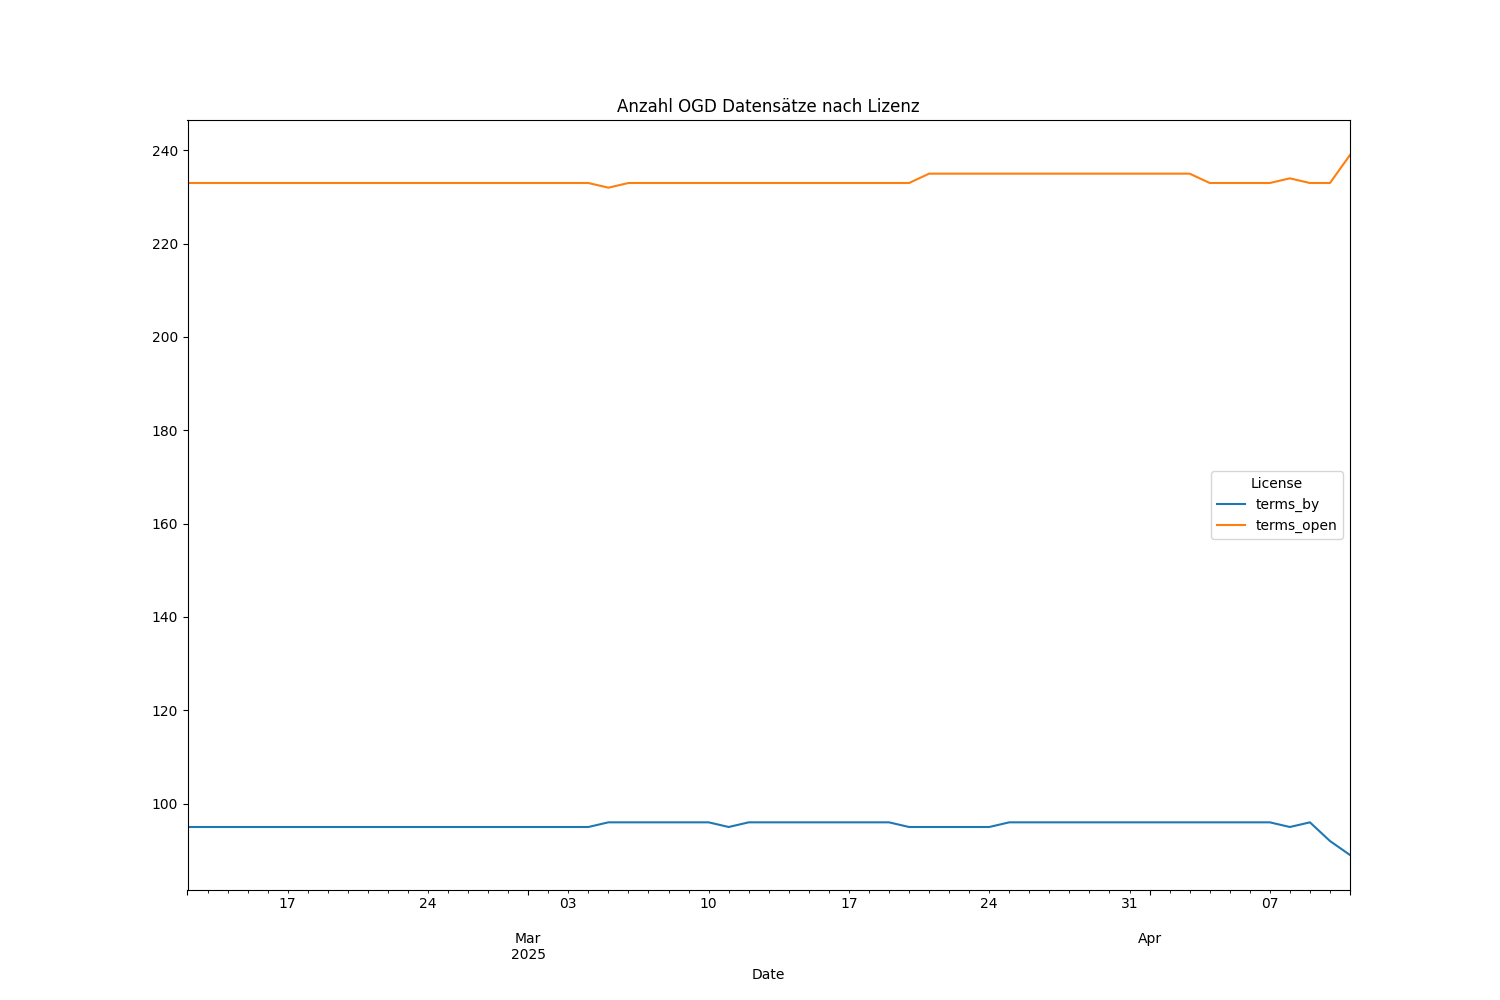 Anzahl OGD Datensätze nach Lizenz
240
220
200
180
160
140
120
100
License
terms_by
terms_open
17 24 03 10 17 24 31 07
Mar Apr
2025
Date